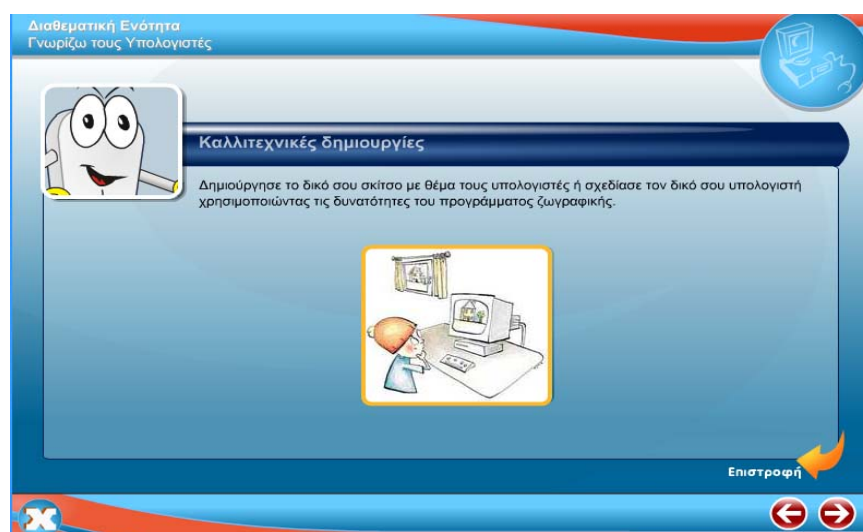 Διαθεματική Ενότητα
Γνωρίζω τους Υπολογιστές
Καλλιτεχνικές δημιουργίες
Δημιούργησε το δικό σου σκίτσο με θέμα τους υπολογιστές ή σχεδίασε τον δικό σου υπολογιστή
χρησιμοποιώντας τις δυνατότητες του προγράμματος ζωγραφικής.
Επιστροφή